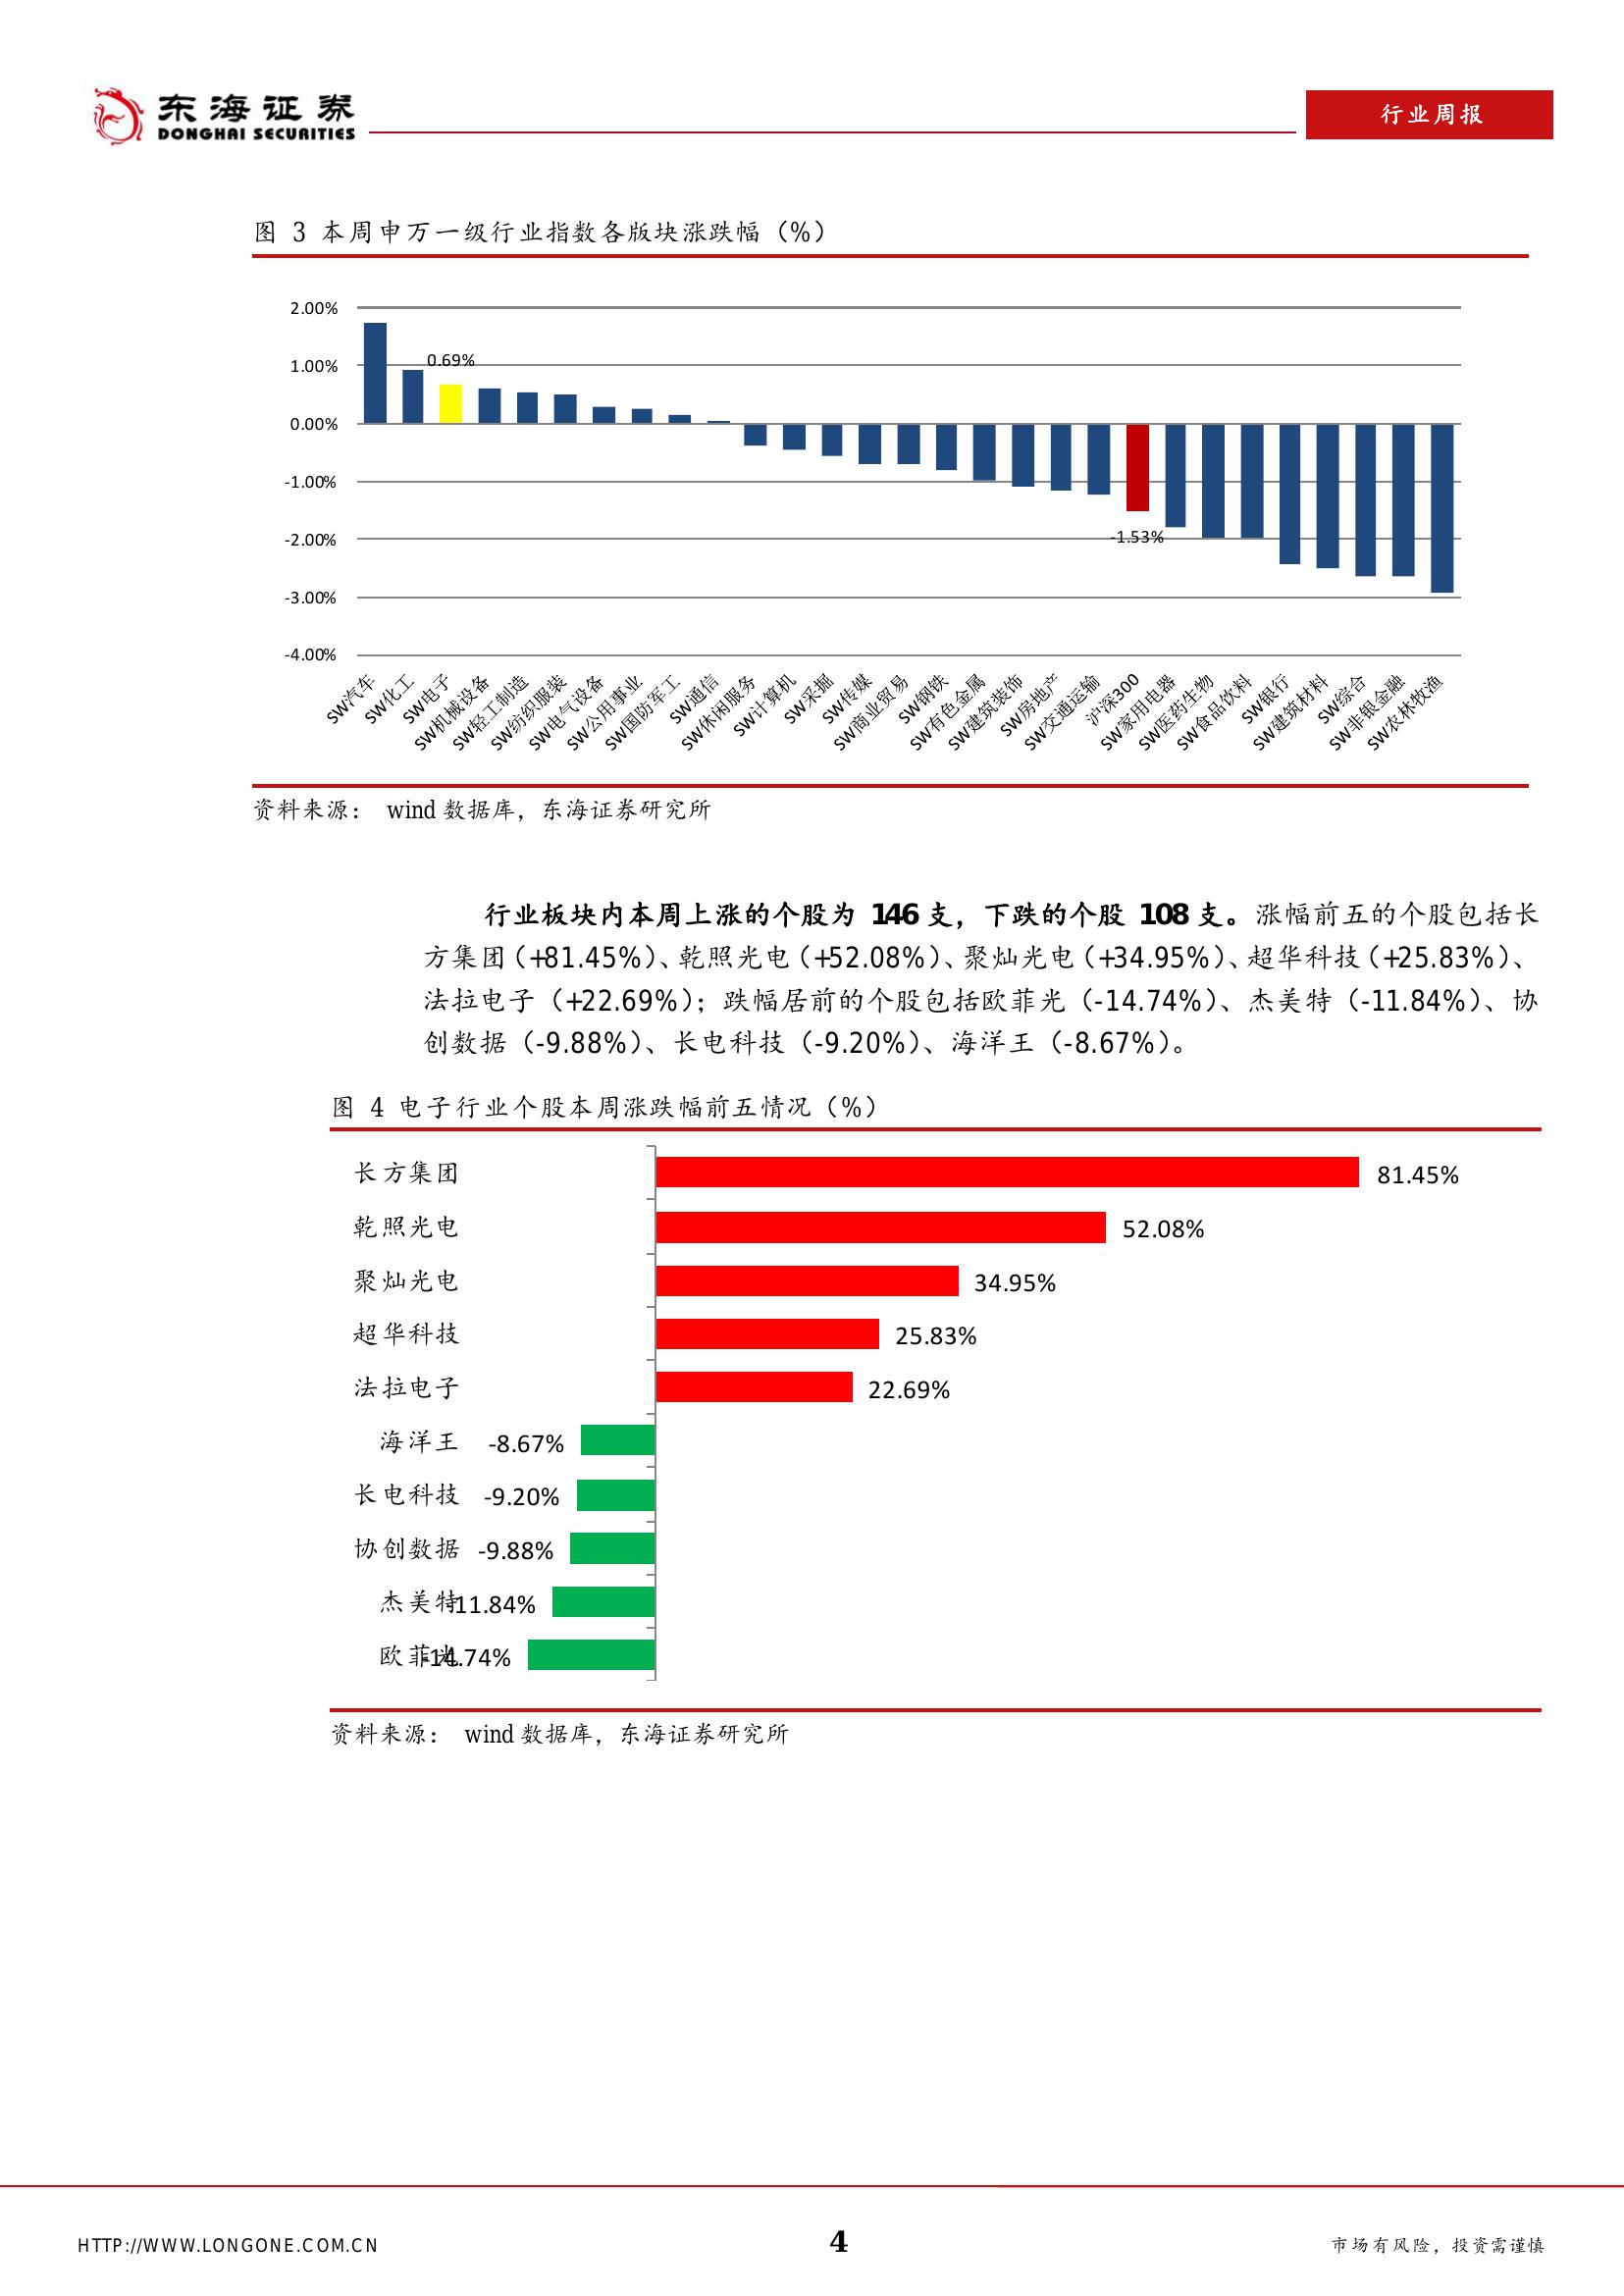 东海证券
DONGHAI SECURITIES
行业周报
图 3 本周申万一级行业指数各版块涨跌幅（%）
2.00%
1.00%
0.00%
-1.00%
-2.00%
-3.00%
-4.00%
0.69%
-1.53%
SW汽车
SW化工
SW电子
SW机械设备
SW轻工制造
SW纺织服装
SW电气设备
SW公用事业
SW国防军工
SW通信
SW休闲服务
SW计算机
SW采掘
SW传媒
SW商业贸易
SW钢铁
SW有色金属
SW建筑装饰
SW房地产
SW交通运输
沪深300
SW家用电器
SW医药生物
SW食品饮料
SW银行
SW建筑材料
SW综合
SW非银金融
SW农林牧渔
资料来源： wind 数据库，东海证券研究所
行业板块内本周上涨的个股为 146 支，下跌的个股 108 支。涨幅前五的个股包括长
方集团（+81.45%）、乾照光电（+52.08%）、聚灿光电（+34.95%）、超华科技（+25.83%）、
法拉电子（+22.69%）；跌幅居前的个股包括欧菲光（-14.74%）、杰美特（-11.84%）、协
创数据（-9.88%）、长电科技（-9.20%）、海洋王（-8.67%）。
图 4 电子行业个股本周涨跌幅前五情况（%）
长方集团 81.45%
乾照光电 52.08%
聚灿光电 34.95%
超华科技 25.83%
法拉电子 22.69%
海洋王 -8.67%
长电科技 -9.20%
协创数据 -9.88%
杰美特 -11.84%
欧菲光 -14.74%
资料来源： wind 数据库，东海证券研究所
HTTP://WWW.LONGONE.COM.CN
4
市场有风险，投资需谨慎